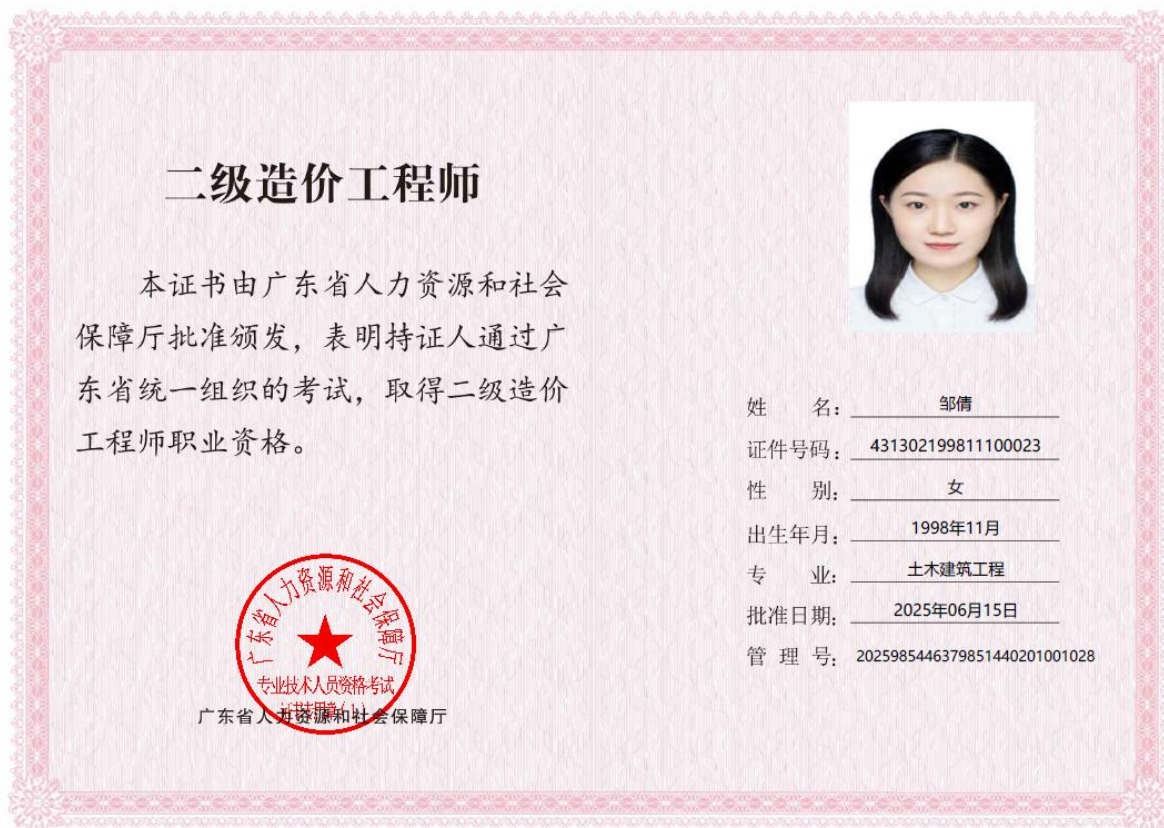 二级造价工程师
本证书由广东省人力资源和社会
保障厅批准颁发，表明持证人通过广
东省统一组织的考试，取得二级造价
工程师职业资格。
广东省人力资源和社会保障厅
专业技术人员资格考试
证书专用章(1)
广东省人力资源和社会保障厅
姓 名：邹倩
证件号码：431302199811100023
性 别：女
出生年月：1998年11月
专 业：土木建筑工程
批准日期：2025年06月15日
管 理 号：2025985446379851440201001028